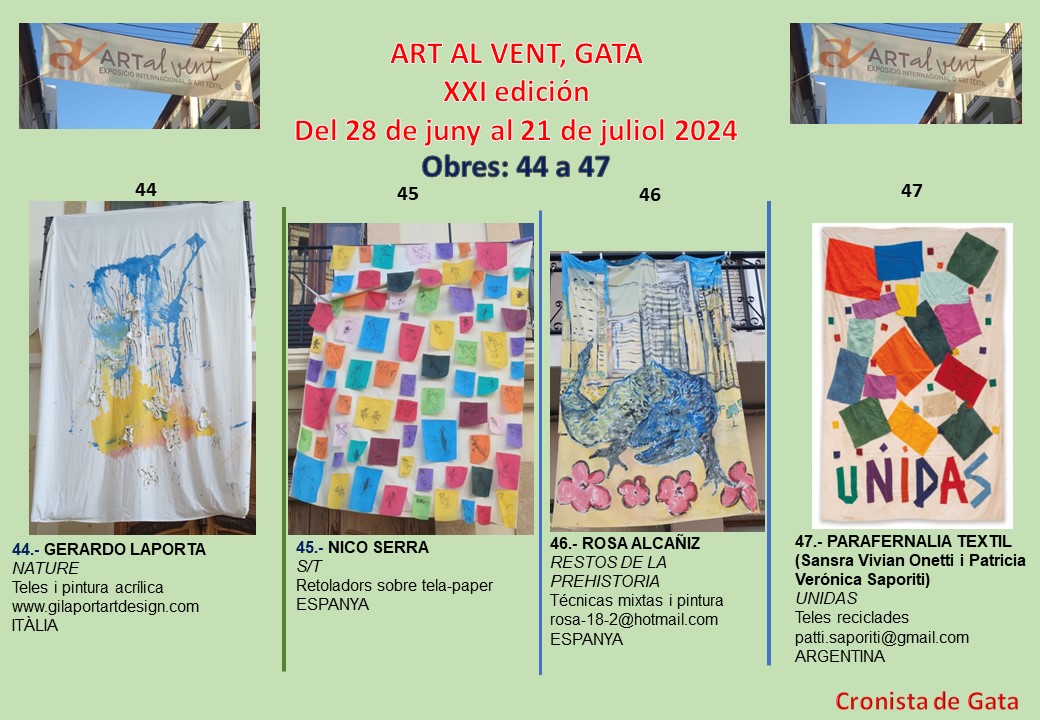 ARTal vent
EXPOSICIÓ INTERNACIONAL D'ART TÈXTIL
ART AL VENT, GATA
XXI edición
Del 28 de juny al 21 de juliol 2024
Obres: 44 a 47
ARTal vent
EXPOSICIÓ INTERNACIONAL D'ART TÈXTIL
44
45
46
47
UNIDAS
44.- GERARDO LAPORTA
NATURE
Teles i pintura acrílica
www.gilaportartdesign.com
ITÀLIA
45.- NICO SERRA
S/T
Retoladors sobre tela-paper
ESPANYA
46.- ROSA ALCAÑIZ
RESTOS DE LA
PREHISTORIA
Técnicas mixtas i pintura
rosa-18-2@hotmail.com
ESPANYA
47.- PARAFERNALIA TEXTIL
(Sansra Vivian Onetti i Patricia
Verónica Saporiti)
UNIDAS
Teles reciclades
patti.saporiti@gmail.com
ARGENTINA
Cronista de Gata